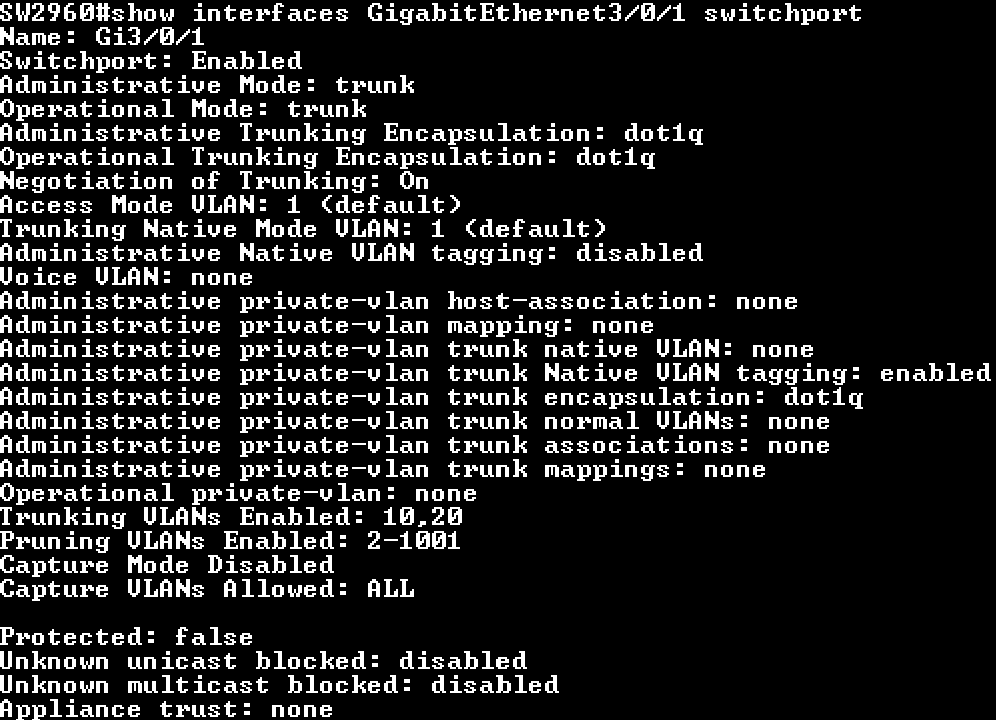 SW2960#show interfaces GigabitEthernet3/0/1 switchport
Name: Gi3/0/1
Switchport: Enabled
Administrative Mode: trunk
Operational Mode: trunk
Administrative Trunking Encapsulation: dot1q
Operational Trunking Encapsulation: dot1q
Negotiation of Trunking: On
Access Mode VLAN: 1 (default)
Trunking Native Mode VLAN: 1 (default)
Administrative Native VLAN tagging: disabled
Voice VLAN: none
Administrative private-vlan host-association: none
Administrative private-vlan mapping: none
Administrative private-vlan trunk native VLAN: none
Administrative private-vlan trunk Native VLAN tagging: enabled
Administrative private-vlan trunk encapsulation: dot1q
Administrative private-vlan trunk normal VLANs: none
Administrative private-vlan trunk associations: none
Administrative private-vlan trunk mappings: none
Operational private-vlan: none
Trunking VLANs Enabled: 10,20
Pruning VLANs Enabled: 2-1001
Capture Mode Disabled
Capture VLANs Allowed: ALL
Protected: false
Unknown unicast blocked: disabled
Unknown multicast blocked: disabled
Appliance trust: none